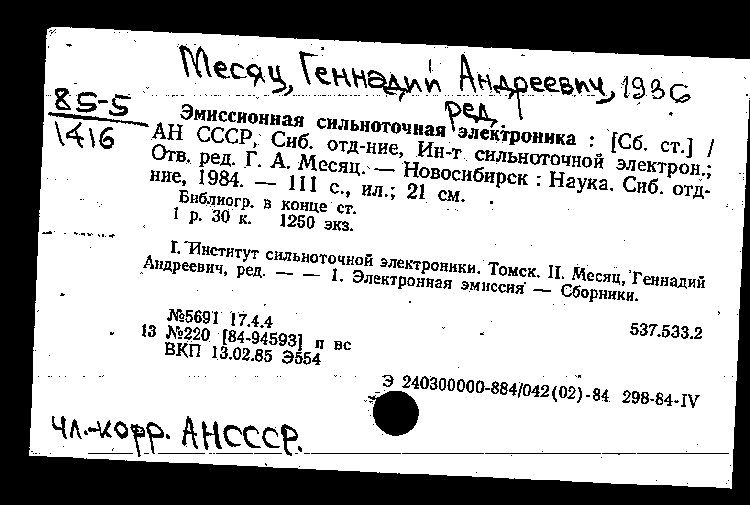 Месяц, Геннадий Андреевич, 1936
ред.
85-5
1416
Эмиссионная сильноточная электроника : [Сб. ст.] /
АН СССР, Сиб. отд-ние, Ин-т сильноточной электрон.;
Отв. ред. Г. А. Месяц. — Новосибирск : Наука. Сиб. отд-
ние, 1984. — 111 с., ил.; 21 см.
Библиогр. в конце ст.
1 р. 30 к. 1250 экз.
I. Институт сильноточной электроники. Томск. II. Месяц, Геннадий
Андреевич, ред. — — 1. Электронная эмиссия — Сборники.
537.533.2
№5691 17.4.4
13 №220 [84-94593] п вс
ВКП 13.02.85 Э554
Э 240300000-884/042(02)-84 298-84-IV
чл.-корр. АНСССР.